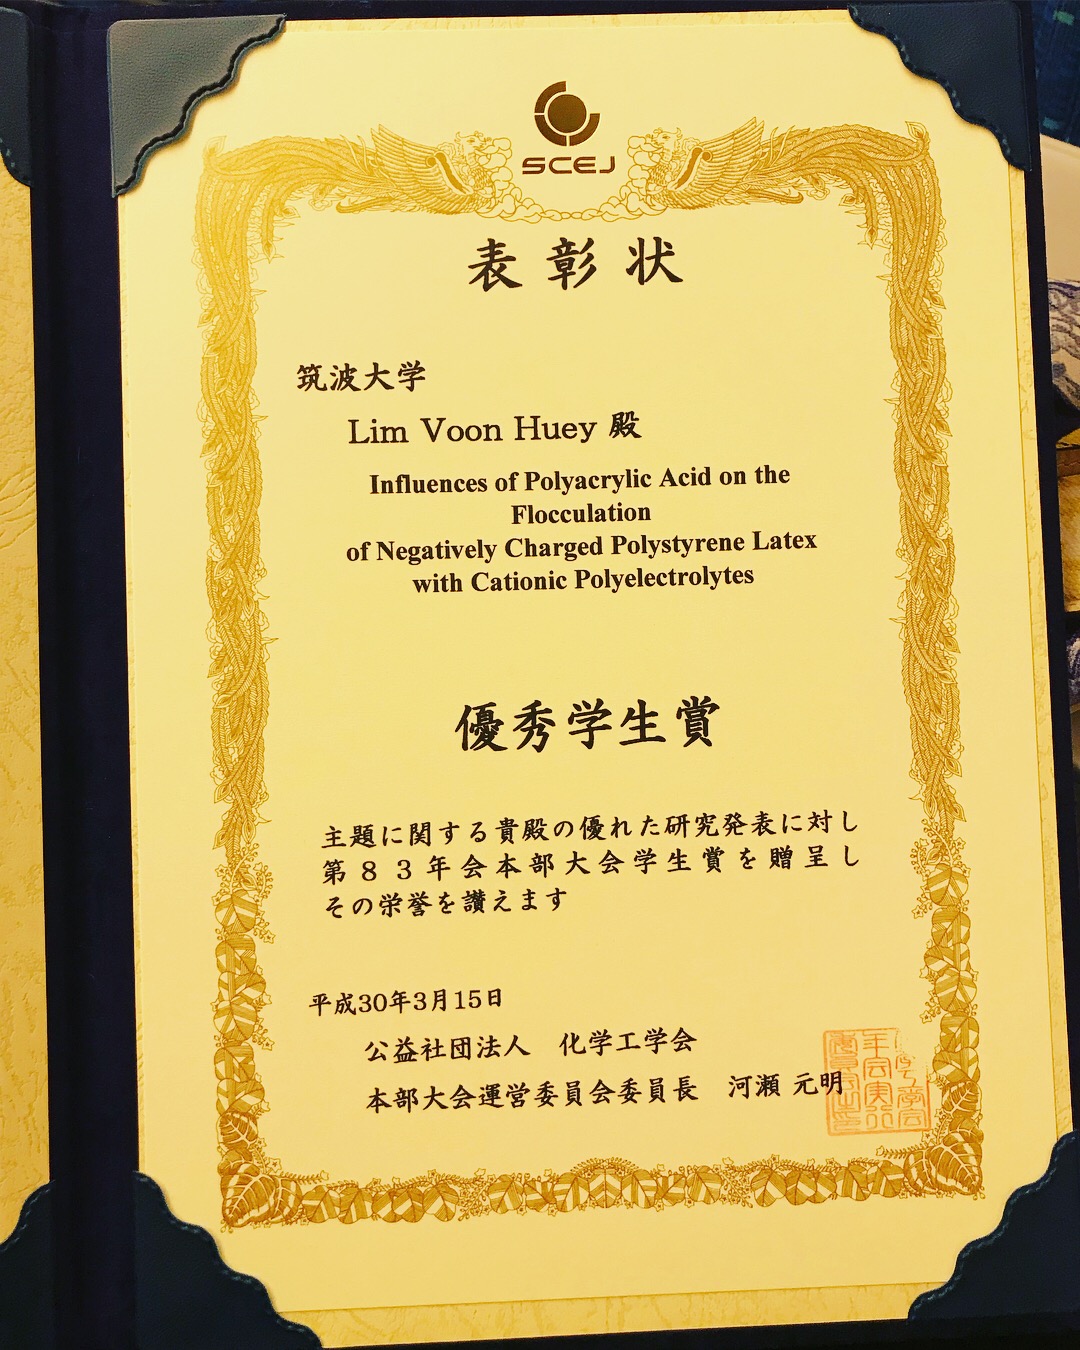 SCEJ
表彰状
筑波大学
Lim Voon Huey 殿
Influences of Polyacrylic Acid on the
Flocculation
of Negatively Charged Polystyrene Latex
with Cationic Polyelectrolytes
優秀学生賞
主題に関する貴殿の優れた研究発表に対し
第83年会本部大会学生賞を贈呈し
その栄誉を讃えます
平成30年3月15日
公益社団法人 化学工学会
本部大会運営委員会委員長 河瀬 元明